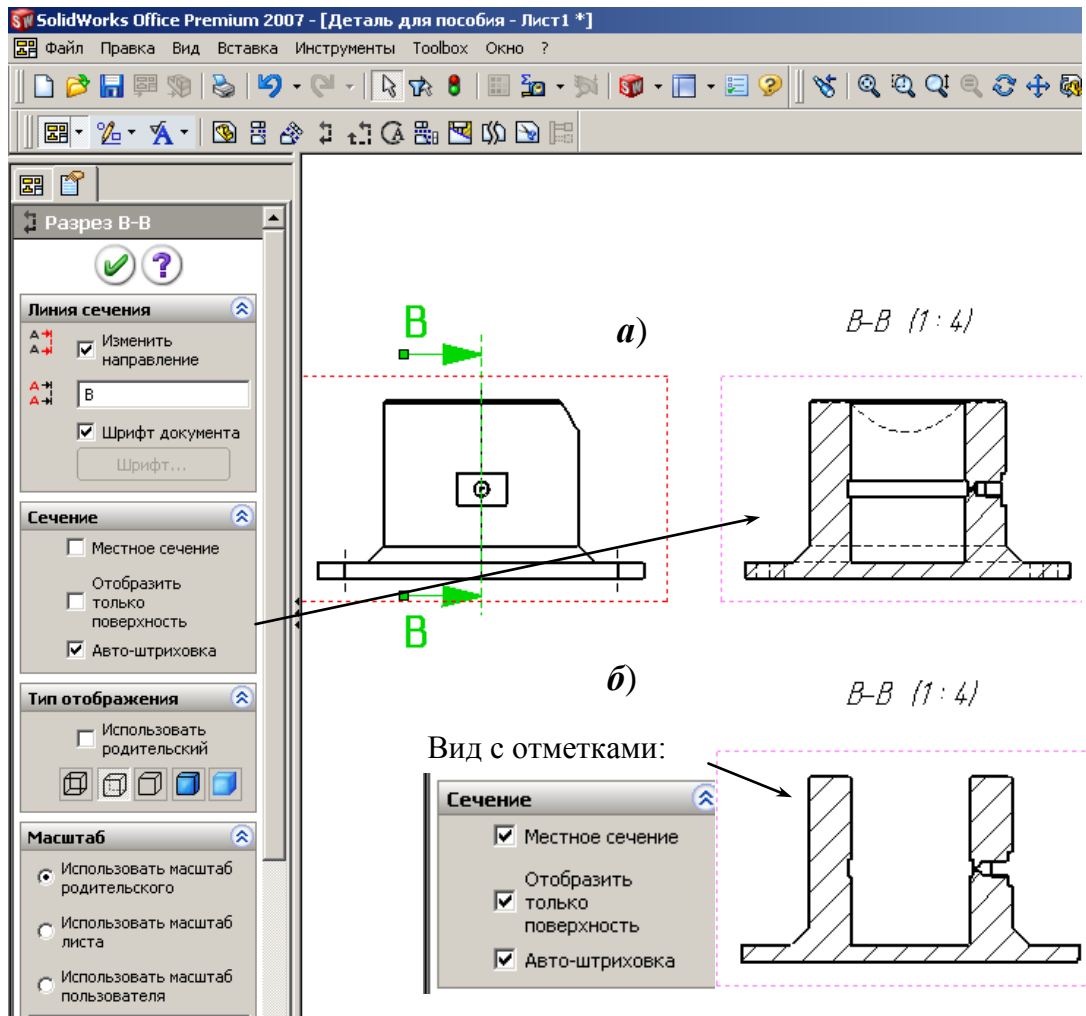 SolidWorks Office Premium 2007 - [Деталь для пособия - Лист1 *]
Файл Правка Вид Вставка Инструменты Toolbox Окно ?
Разрез B-B
Линия сечения
Изменить
направление
B
Шрифт документа
Шрифт...
Сечение
Местное сечение
Отобразить
только
поверхность
Авто-штриховка
Тип отображения
Использовать
родительский
Масштаб
Использовать масштаб
родительского
Использовать масштаб
листа
Использовать масштаб
пользователя
B
а)
B-B (1:4)
B
б)
B-B (1:4)
Вид с отметками:
Сечение
Местное сечение
Отобразить
только
поверхность
Авто-штриховка